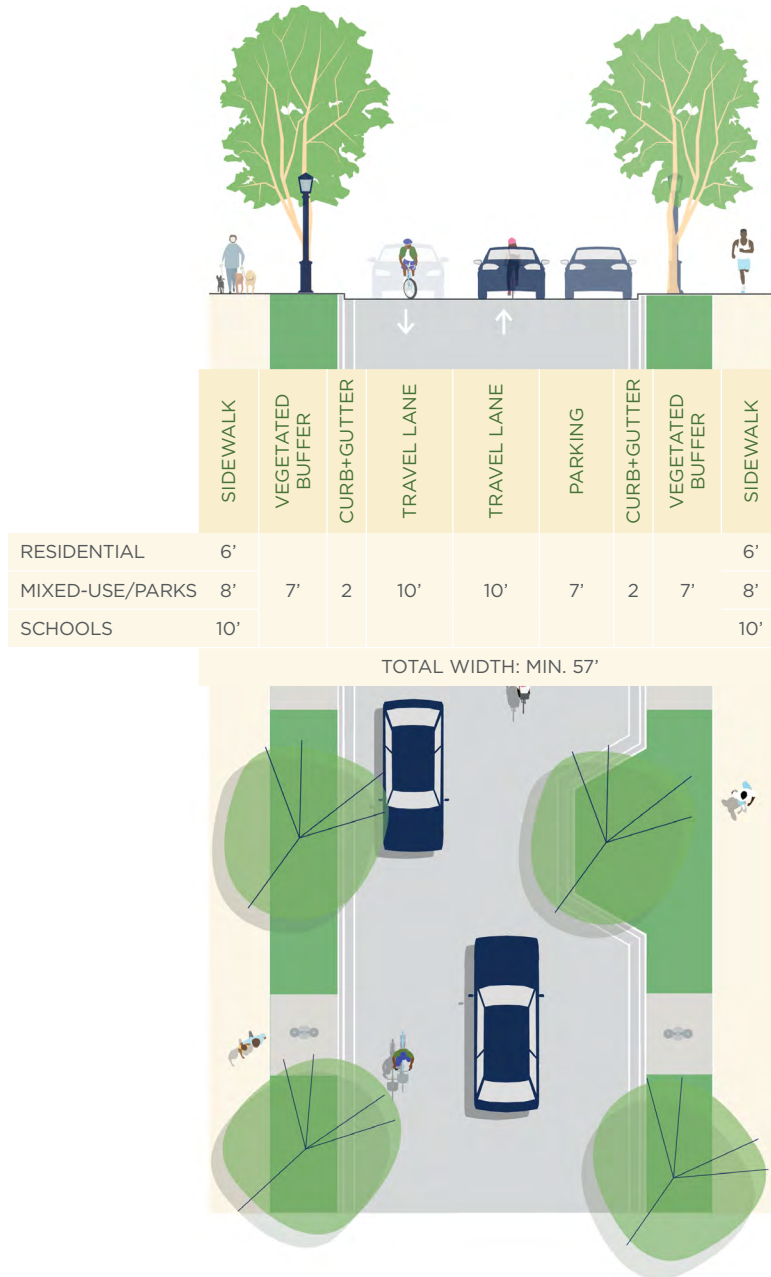 SIDEWALK
VEGETATED
BUFFER
CURB+GUTTER
TRAVEL LANE
TRAVEL LANE
PARKING
CURB+GUTTER
VEGETATED
BUFFER
SIDEWALK
RESIDENTIAL 6’ 6’
MIXED-USE/PARKS 8’ 7’ 2 10’ 10’ 7’ 2 7’ 8’
SCHOOLS 10’ 10’
TOTAL WIDTH: MIN. 57’